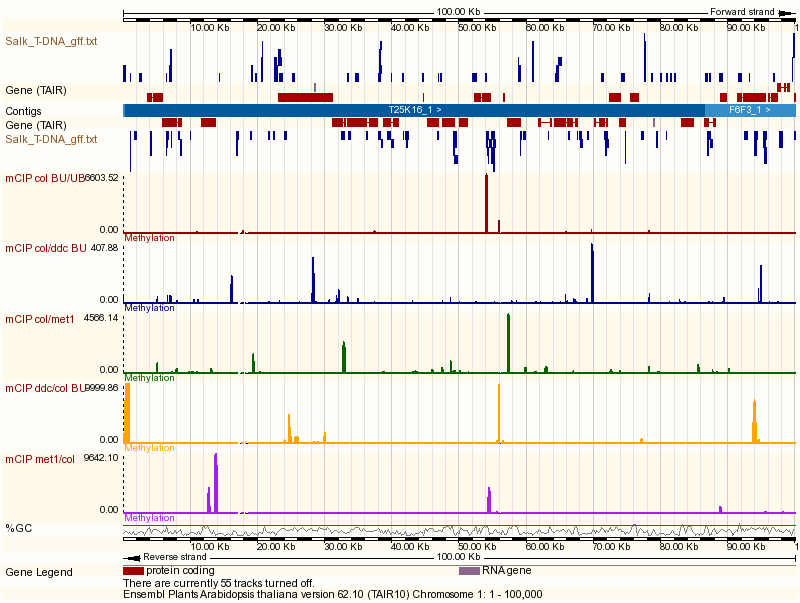 100.00 Kb Forward strand
10.00 Kb 20.00 Kb 30.00 Kb 40.00 Kb 50.00 Kb 60.00 Kb 70.00 Kb 80.00 Kb 90.00 Kb 1
Salk_T-DNA_gff.txt
Gene (TAIR)
Contigs T25K16_1 > F6F3_1 >
Gene (TAIR)
Salk_T-DNA_gff.txt
mCIP col BU/UB 6603.52
0.00
Methylation
mCIP col/ddc BU 407.88
0.00
Methylation
mCIP col/met1 4566.14
0.00
Methylation
mCIP ddc/col BU 9999.86
0.00
Methylation
mCIP met1/col 9642.10
0.00
Methylation
%GC
10.00 Kb 20.00 Kb 30.00 Kb 40.00 Kb 50.00 Kb 60.00 Kb 70.00 Kb 80.00 Kb 90.00 Kb 1
Reverse strand 100.00 Kb
Gene Legend protein coding RNA gene
There are currently 55 tracks turned off.
Ensembl Plants Arabidopsis thaliana version 62.10 (TAIR10) Chromosome 1: 1 - 100,000